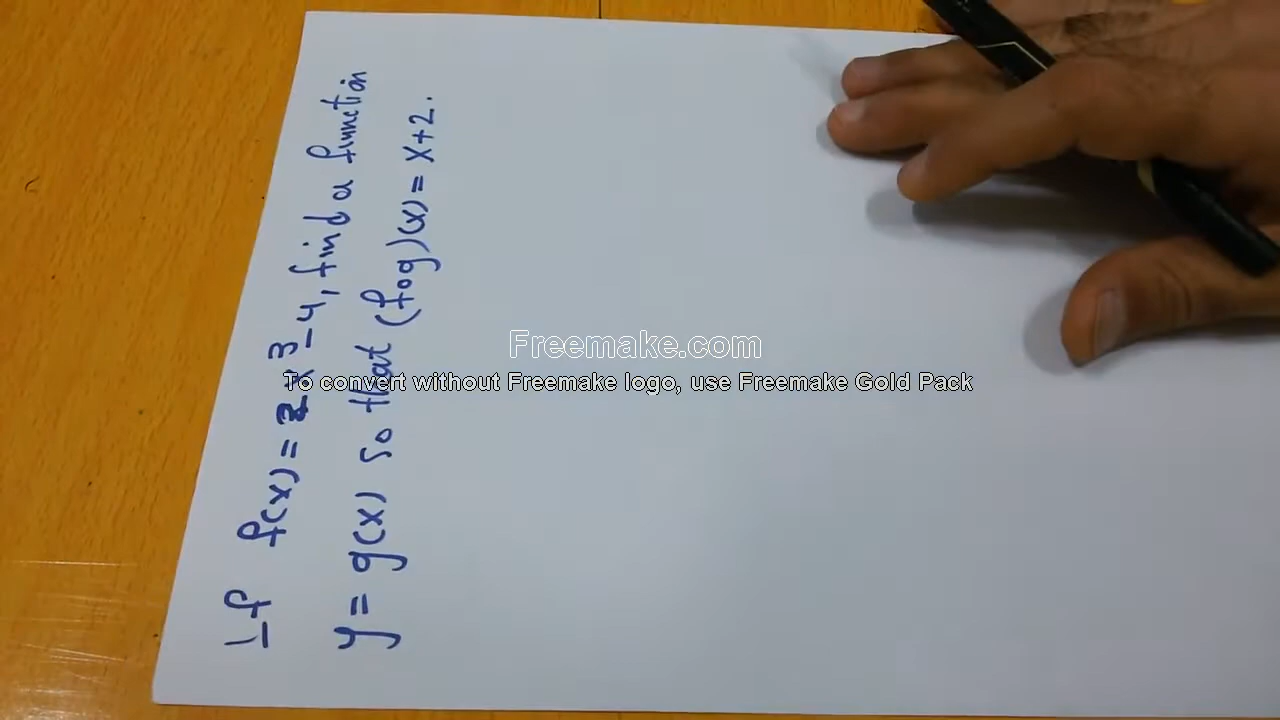 If f(x) = 2x³-4, find a function
y = g(x) so that (fog)(x) = x+2.
Freemake.com
To convert without Freemake logo, use Freemake Gold Pack